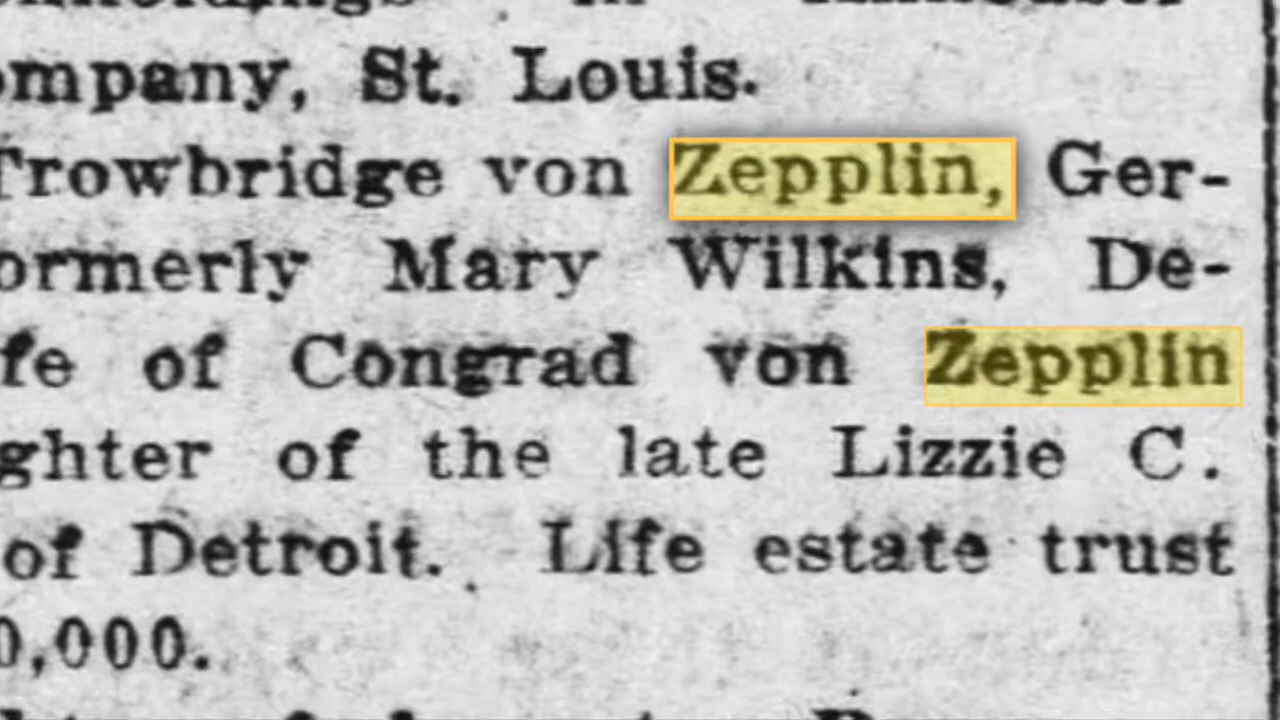 ompany, St. Louis.
Trowbridge von Zepplin, Ger-
ormerly Mary Wilkins, De-
fe of Congrad von Zepplin
ghter of the late Lizzie C.
of Detroit. Life estate trust
0,000.